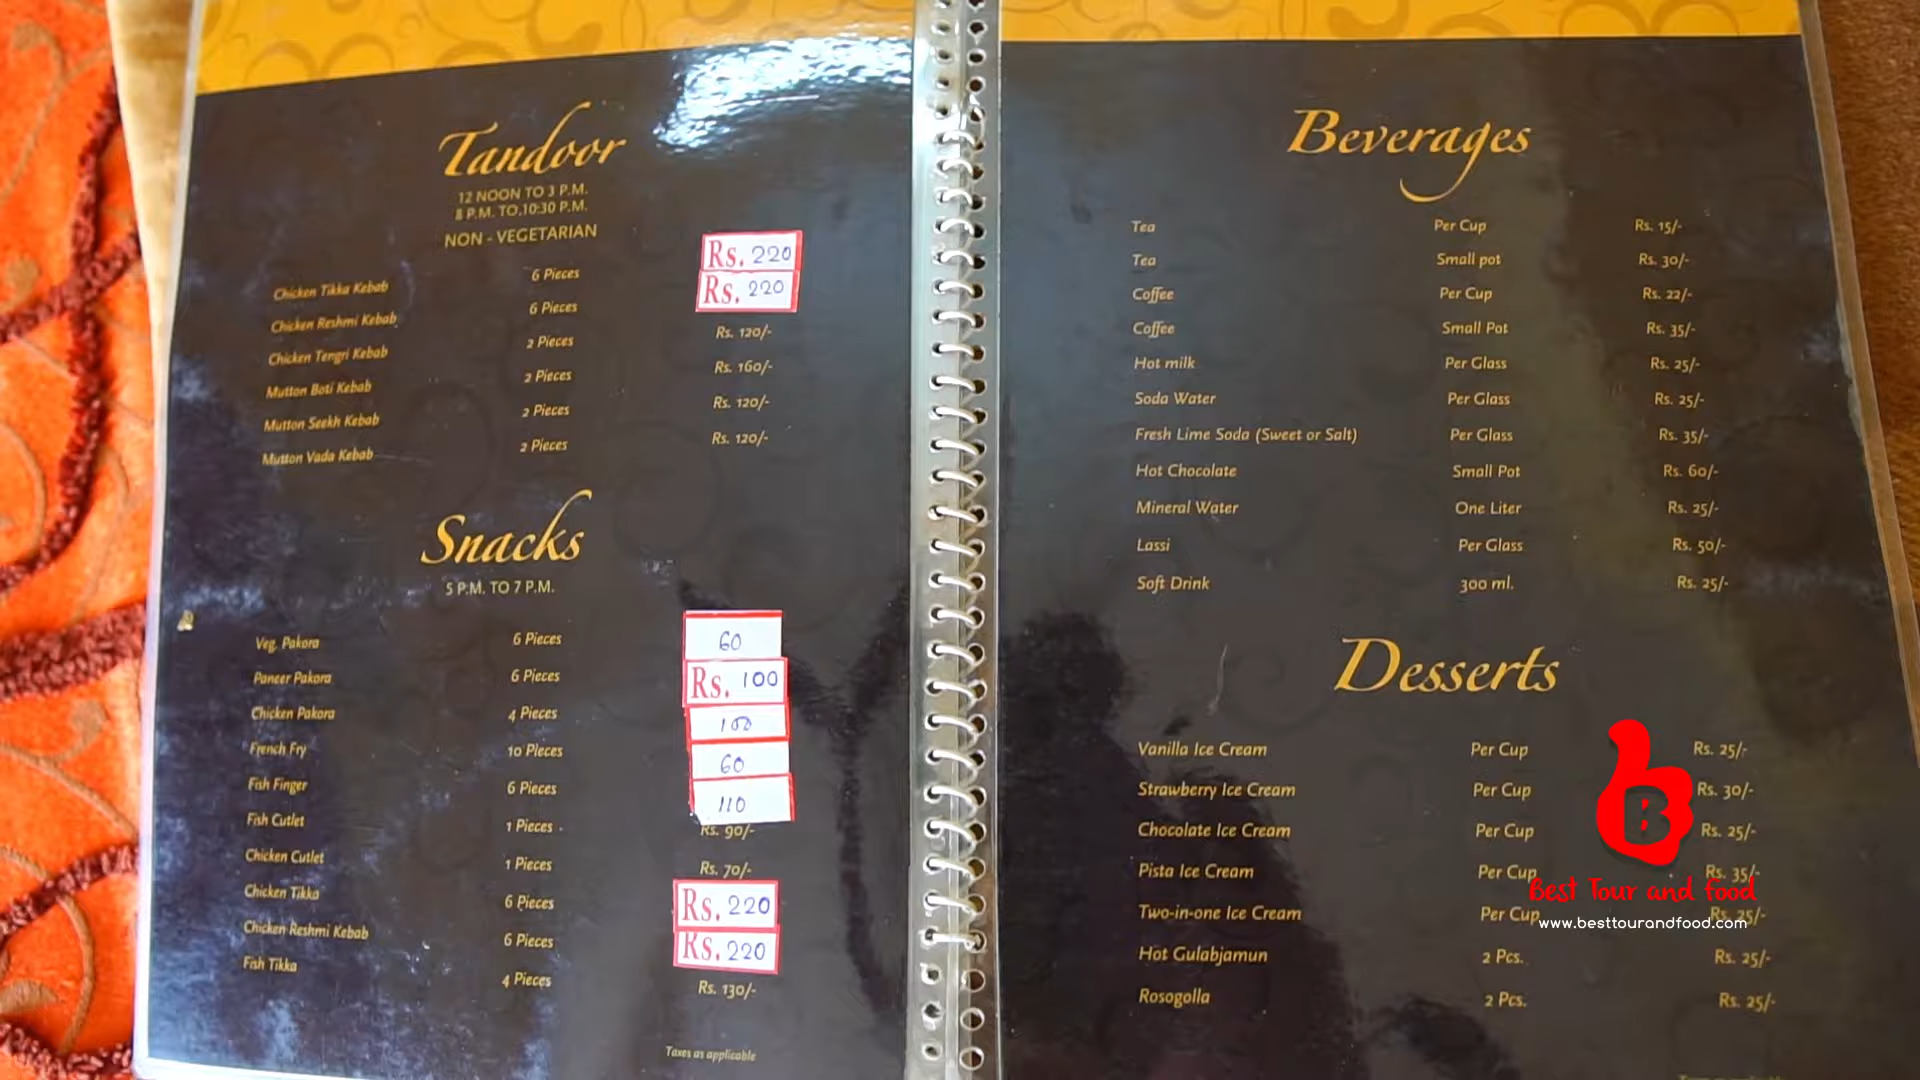 Tandoor
12 NOON TO 3 P.M.
8 P.M. TO 10:30 P.M.
NON - VEGETARIAN
Chicken Tikka Kebab 6 Pieces Rs. 220
Chicken Reshmi Kebab 6 Pieces Rs. 220
Chicken Tengri Kebab 2 Pieces Rs. 120/-
Mutton Boti Kebab 2 Pieces Rs. 160/-
Mutton Seekh Kebab 2 Pieces Rs. 120/-
Mutton Vada Kebab 2 Pieces Rs. 120/-
Snacks
5 P.M. TO 7 P.M.
Veg. Pakora 6 Pieces 60
Paneer Pakora 6 Pieces Rs. 100
Chicken Pakora 4 Pieces 100
French Fry 10 Pieces 60
Fish Finger 6 Pieces 110
Fish Cutlet 1 Pieces Rs. 90/-
Chicken Cutlet 1 Pieces Rs. 70/-
Chicken Tikka 6 Pieces Rs. 220
Chicken Reshmi Kebab 6 Pieces Rs. 220
Fish Tikka 4 Pieces Rs. 130/-
Taxes as applicable
Beverages
Tea Per Cup Rs. 15/-
Tea Small pot Rs. 30/-
Coffee Per Cup Rs. 22/-
Coffee Small Pot Rs. 35/-
Hot milk Per Glass Rs. 25/-
Soda Water Per Glass Rs. 25/-
Fresh Lime Soda (Sweet or Salt) Per Glass Rs. 35/-
Hot Chocolate Small Pot Rs. 60/-
Mineral Water One Liter Rs. 25/-
Lassi Per Glass Rs. 50/-
Soft Drink 300 ml. Rs. 25/-
Desserts
Vanilla Ice Cream Per Cup Rs. 25/-
Strawberry Ice Cream Per Cup Rs. 30/-
Chocolate Ice Cream Per Cup Rs. 25/-
Pista Ice Cream Per Cup Rs. 35/-
Two-in-one Ice Cream Per Cup Rs. 25/-
Hot Gulabjamun 2 Pcs. Rs. 25/-
Rosogolla 2 Pcs. Rs. 25/-
B
Best Tour and food
www.besttourandfood.com